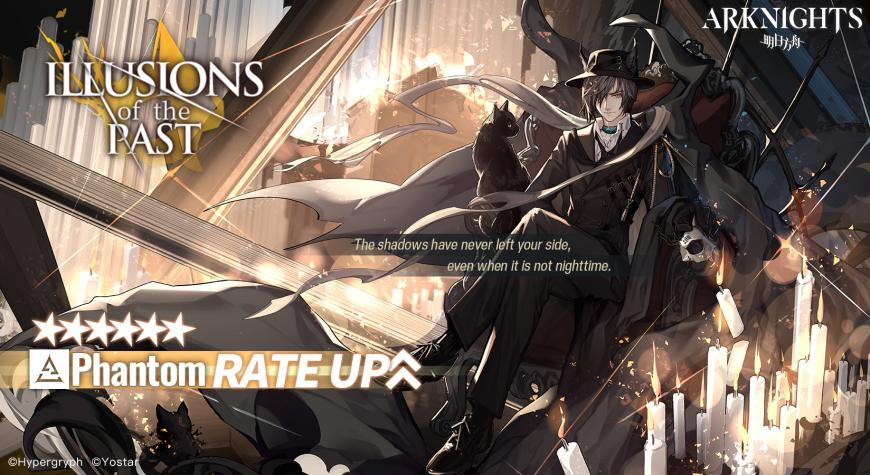 ARKNIGHTS
明日方舟
ILLUSIONS
of the
PAST
The shadows have never left your side,
even when it is not nighttime.
★★★★★★
Phantom RATE UP
©Hypergryph ©Yostar